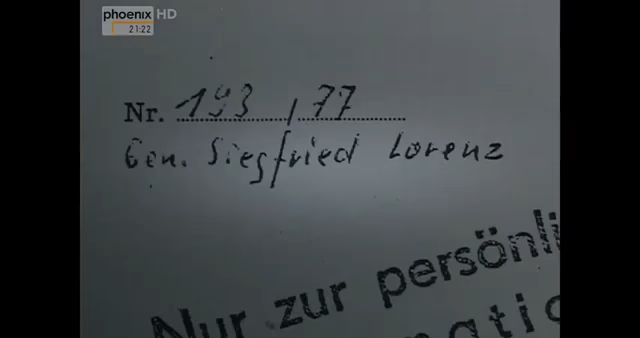 phoenix HD
21:22
Nr. 193/77
Gen. Siegfried Lorenz
Nur zur persönli
matio